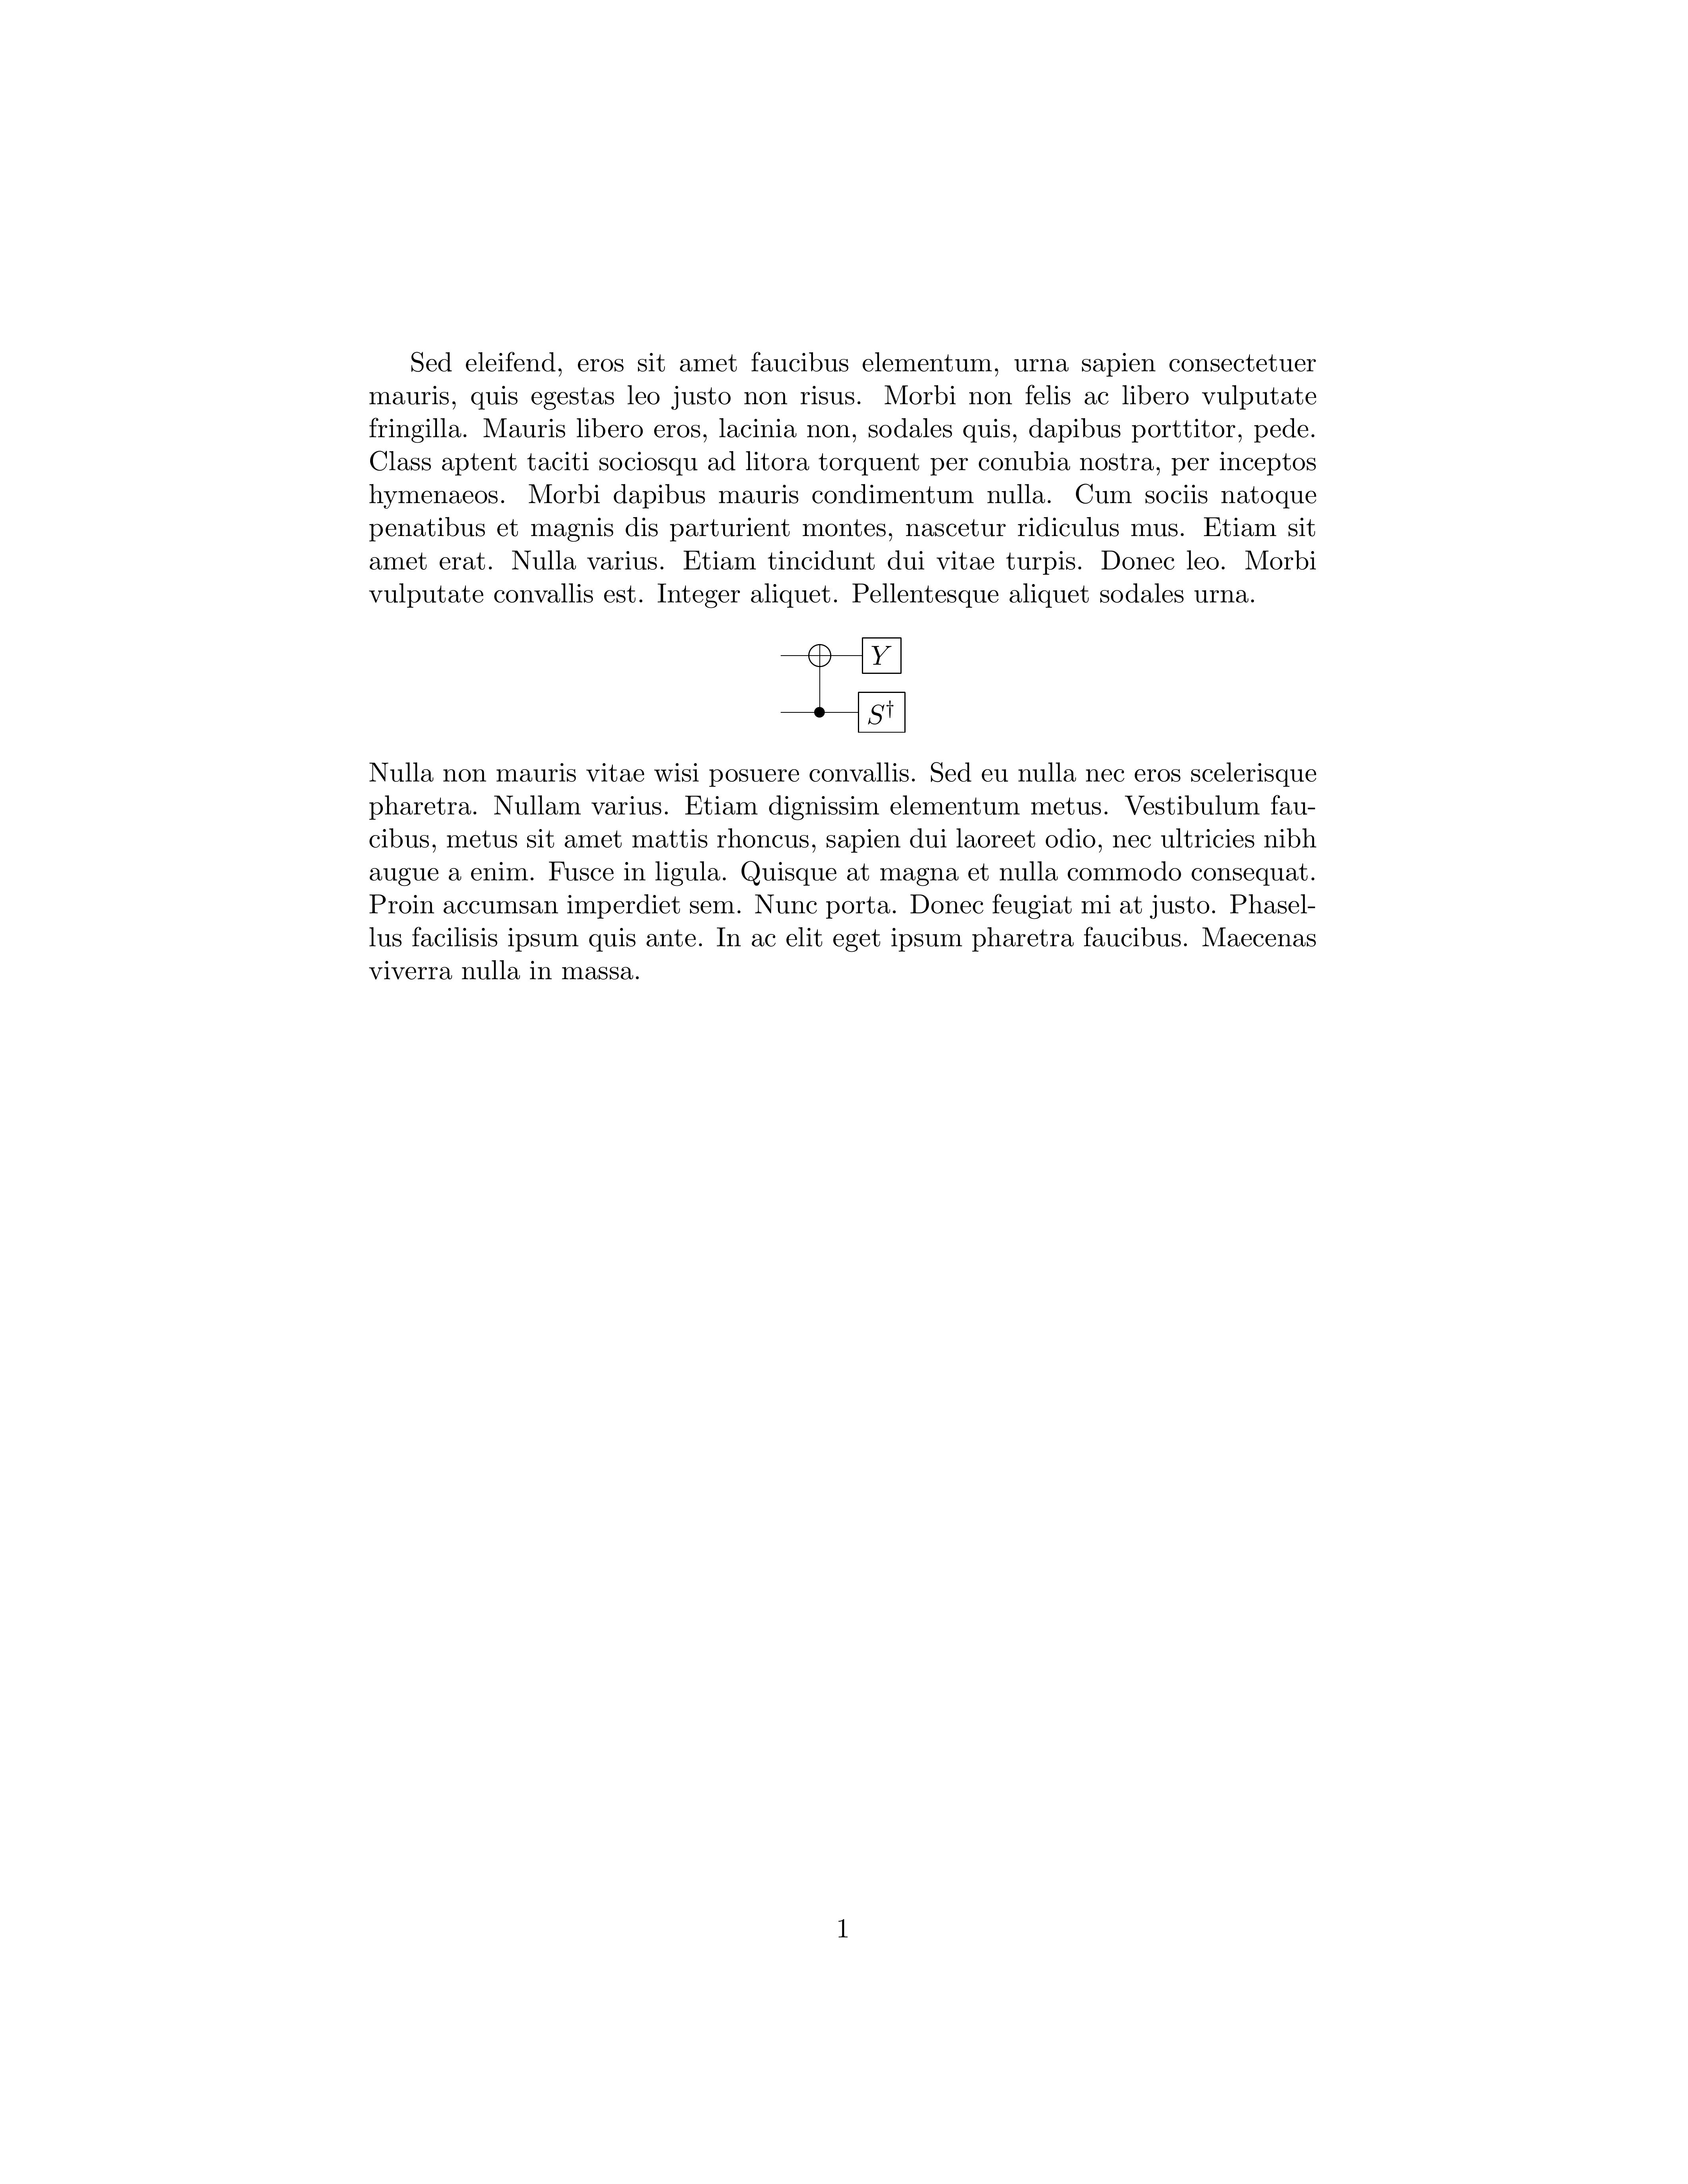 Sed eleifend, eros sit amet faucibus elementum, urna sapien consectetuer
mauris, quis egestas leo justo non risus. Morbi non felis ac libero vulputate
fringilla. Mauris libero eros, lacinia non, sodales quis, dapibus porttitor, pede.
Class aptent taciti sociosqu ad litora torquent per conubia nostra, per inceptos
hymenaeos. Morbi dapibus mauris condimentum nulla. Cum sociis natoque
penatibus et magnis dis parturient montes, nascetur ridiculus mus. Etiam sit
amet erat. Nulla varius. Etiam tincidunt dui vitae turpis. Donec leo. Morbi
vulputate convallis est. Integer aliquet. Pellentesque aliquet sodales urna.
Y
S†
Nulla non mauris vitae wisi posuere convallis. Sed eu nulla nec eros scelerisque
pharetra. Nullam varius. Etiam dignissim elementum metus. Vestibulum fau-
cibus, metus sit amet mattis rhoncus, sapien dui laoreet odio, nec ultricies nibh
augue a enim. Fusce in ligula. Quisque at magna et nulla commodo consequat.
Proin accumsan imperdiet sem. Nunc porta. Donec feugiat mi at justo. Phasel-
lus facilisis ipsum quis ante. In ac elit eget ipsum pharetra faucibus. Maecenas
viverra nulla in massa.
1